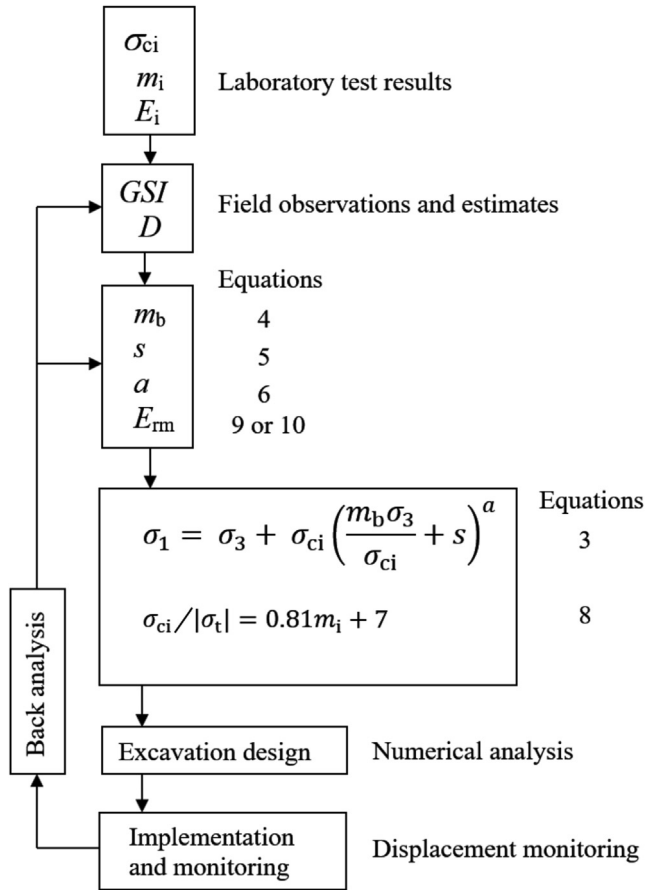 σci
mi
Ei
Laboratory test results
GSI
D
Field observations and estimates
Equations
mb 4
s 5
a 6
Erm 9 or 10
Equations
σ1 = σ3 + σci (mbσ3/σci + s)^a 3
σci/|σt| = 0.81mi + 7 8
Back analysis
Excavation design
Numerical analysis
Implementation
and monitoring
Displacement monitoring